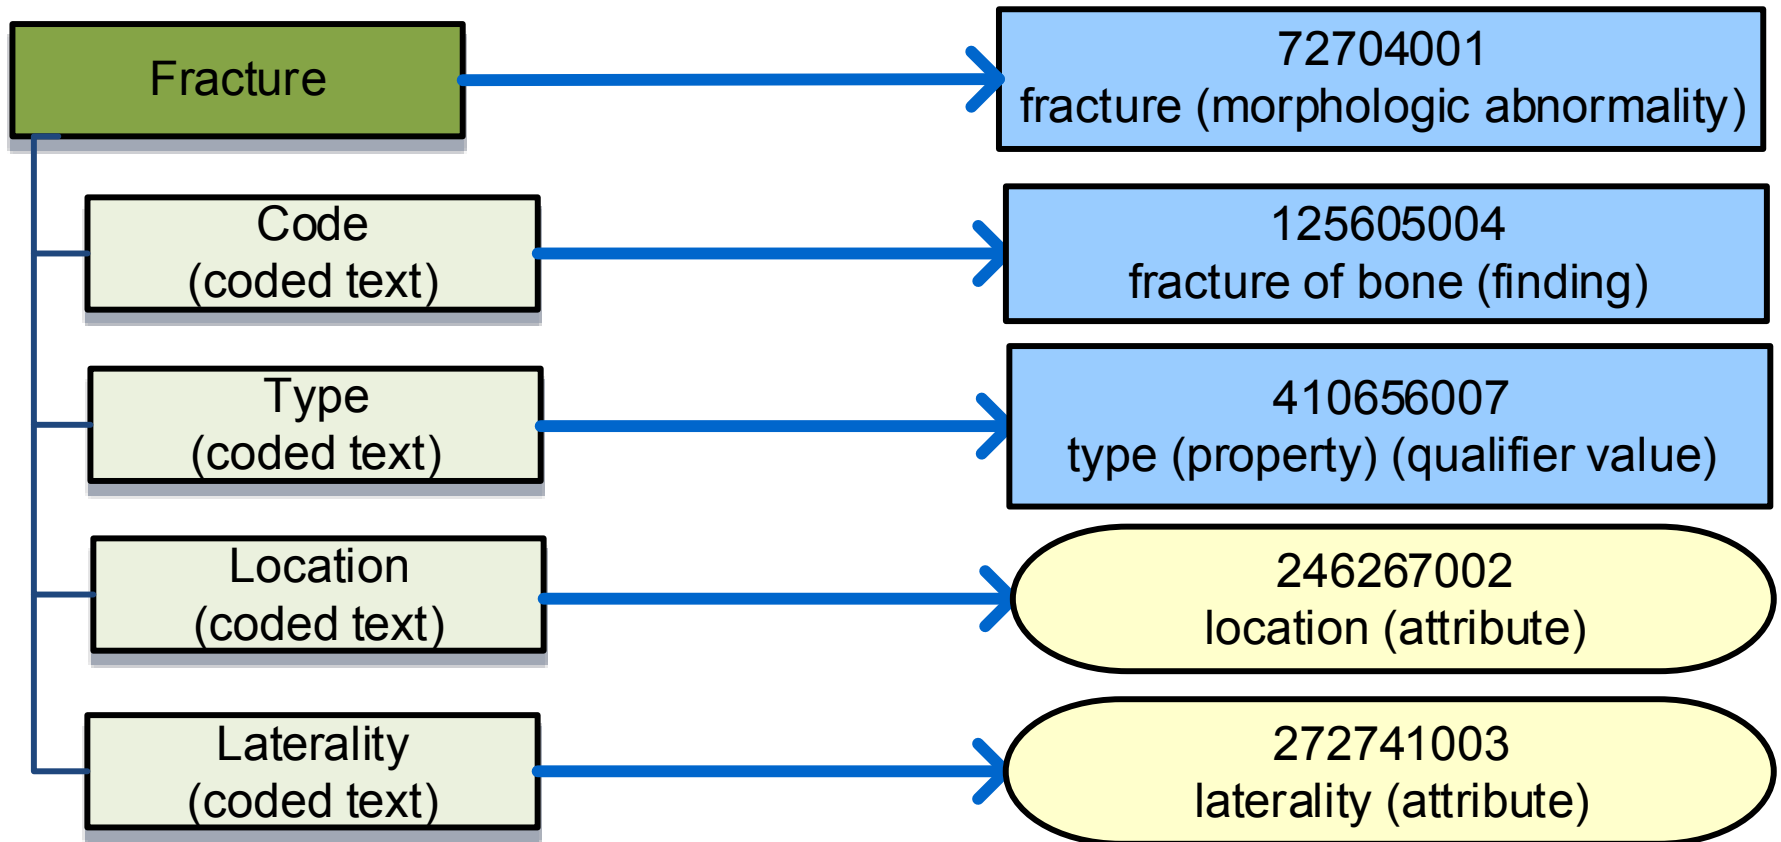 Fracture
72704001
fracture (morphologic abnormality)
Code
(coded text)
125605004
fracture of bone (finding)
Type
(coded text)
410656007
type (property) (qualifier value)
Location
(coded text)
246267002
location (attribute)
Laterality
(coded text)
272741003
laterality (attribute)